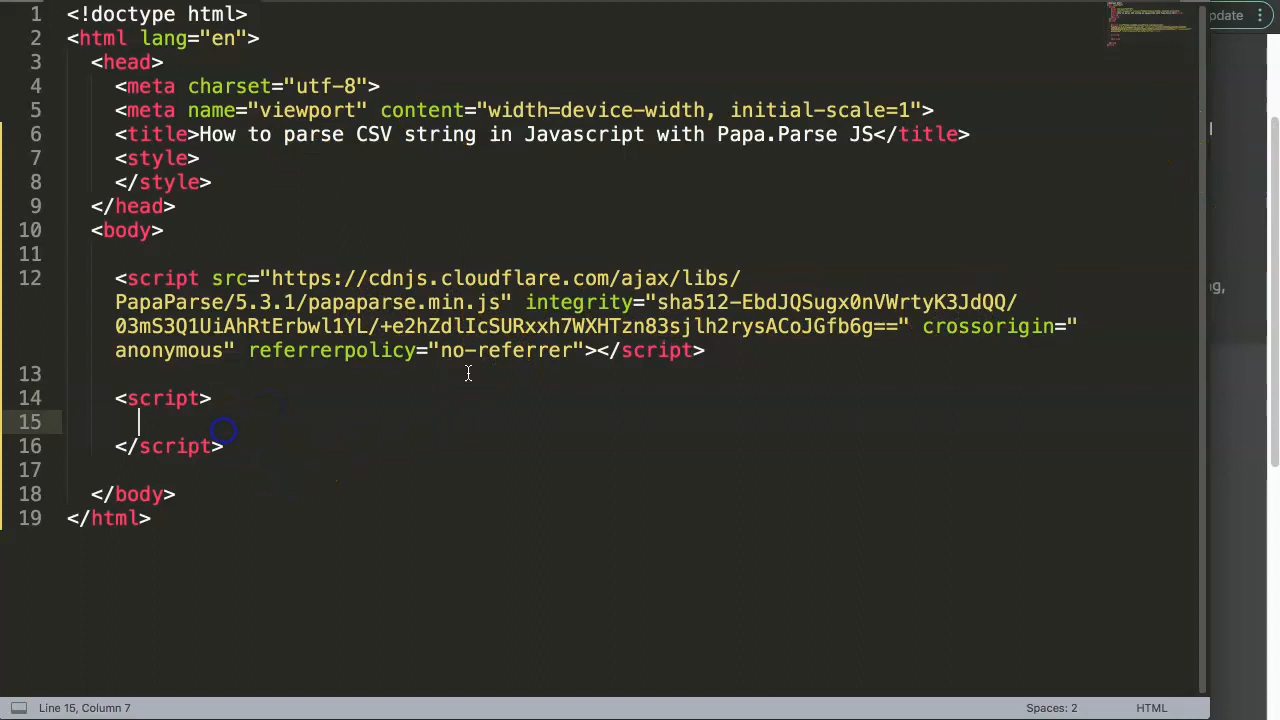 1 <!doctype html>
2 <html lang="en">
3 <head>
4 <meta charset="utf-8">
5 <meta name="viewport" content="width=device-width, initial-scale=1">
6 <title>How to parse CSV string in Javascript with Papa.Parse JS</title>
7 <style>
8 </style>
9 </head>
10 <body>
11
12 <script src="https://cdnjs.cloudflare.com/ajax/libs/
PapaParse/5.3.1/papaparse.min.js" integrity="sha512-EbdJQSugx0nVWrtyK3JdQQ/
03mS3Q1UiAhRtErbwl1YL/+e2hZdlIcSURxxh7WXHTzn83sjlh2rysACoJGfb6g==" crossorigin="
anonymous" referrerpolicy="no-referrer"></script>
13
14 <script>
15
16 </script>
17
18 </body>
19 </html>
Line 15, Column 7
Spaces: 2
HTML